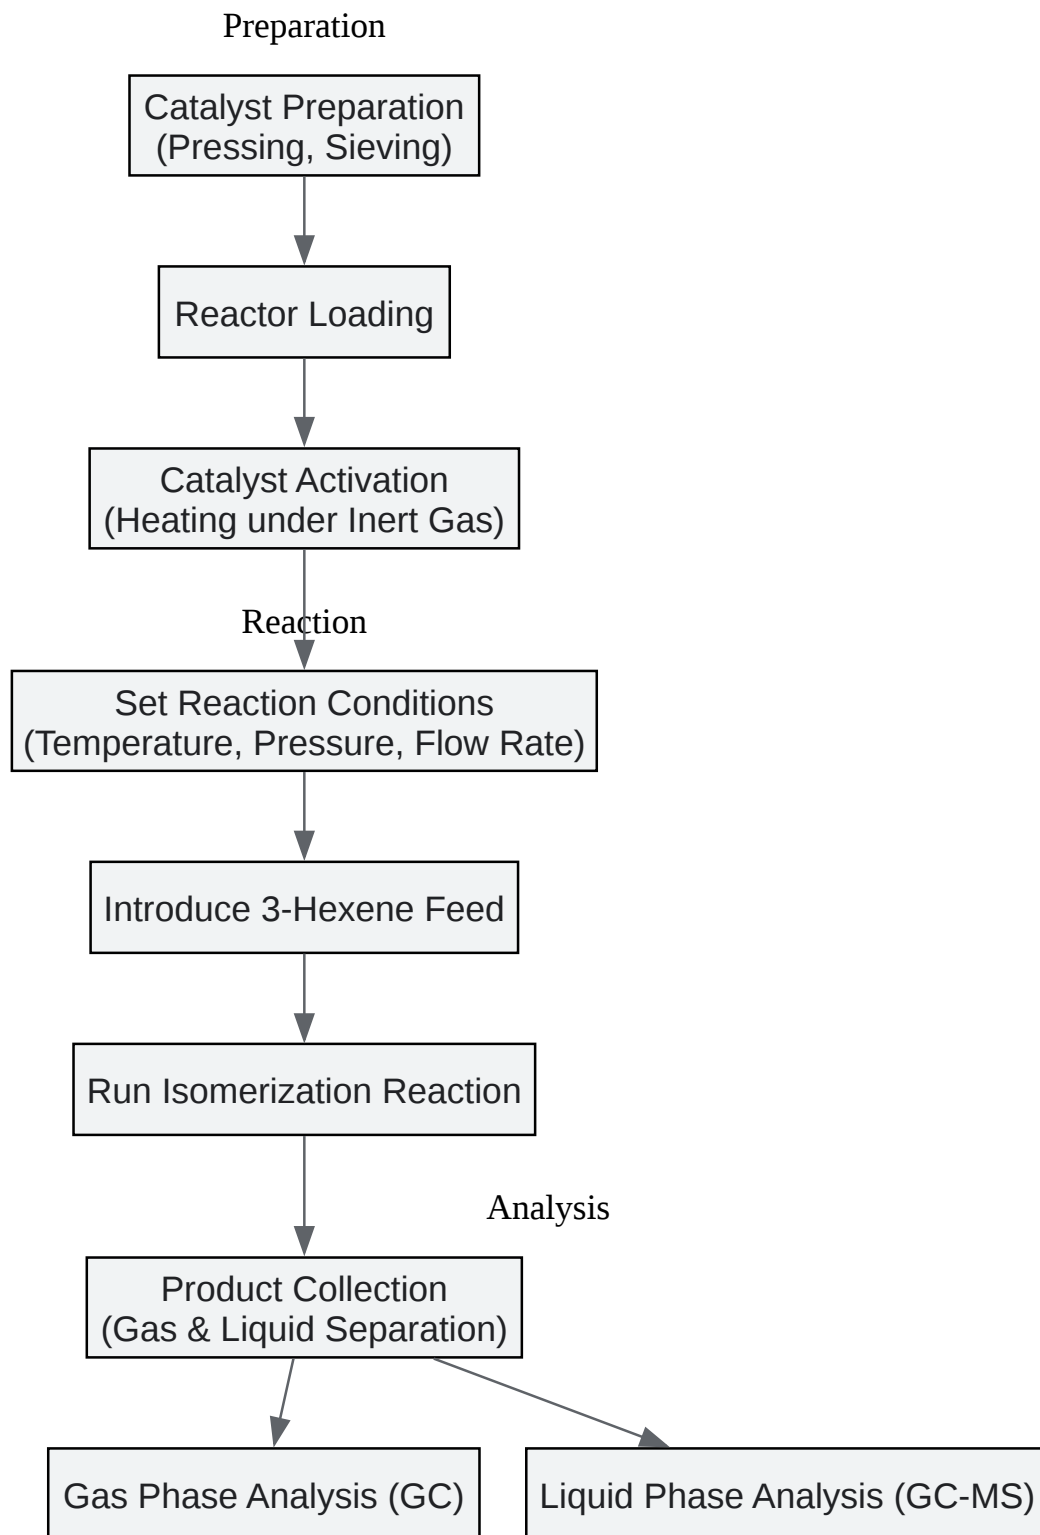 Preparation
Catalyst Preparation
(Pressing, Sieving)
Reactor Loading
Catalyst Activation
(Heating under Inert Gas)
Reaction
Set Reaction Conditions
(Temperature, Pressure, Flow Rate)
Introduce 3-Hexene Feed
Run Isomerization Reaction
Analysis
Product Collection
(Gas & Liquid Separation)
Gas Phase Analysis (GC)
Liquid Phase Analysis (GC-MS)